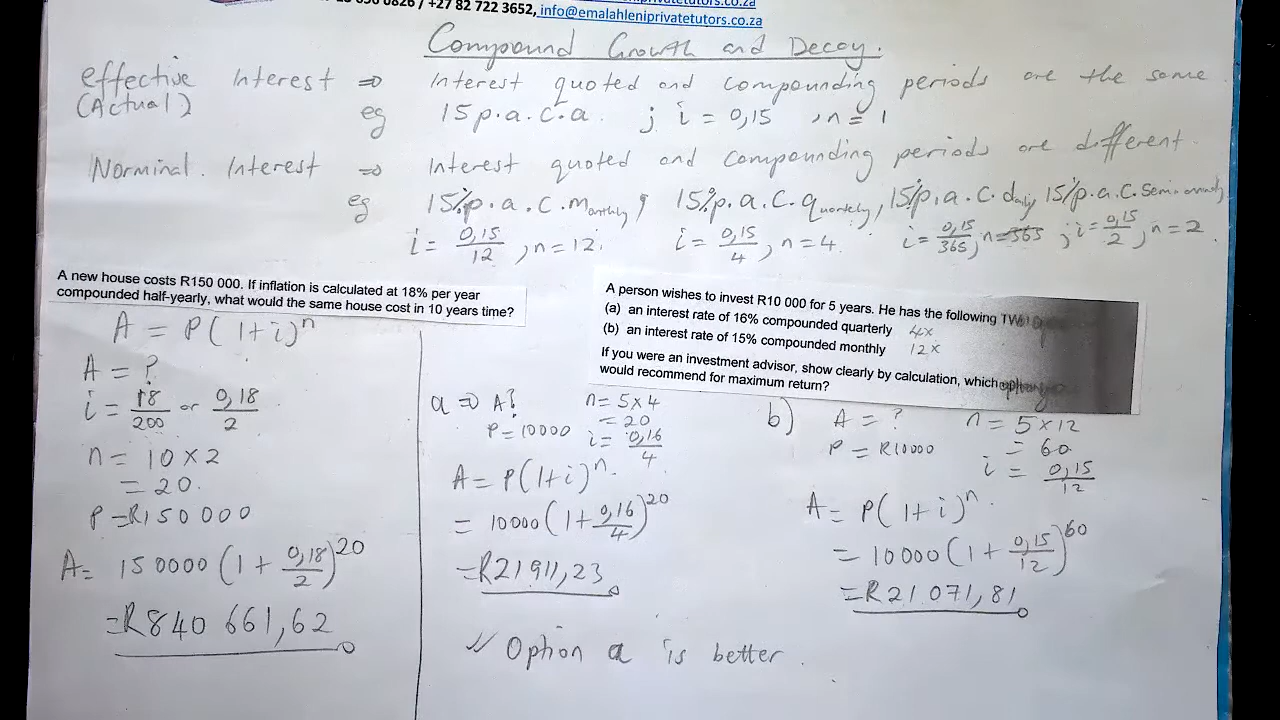 +27 82 722 3652, info@emalahleniprivatetutors.co.za
Compound Growth and Decay.
effective Interest ⇒ Interest quoted and compounding periods are the same
(Actual) eg 15 p.a.c.a. ; i = 0,15 , n = 1
Norminal. Interest ⇒ Interest quoted and compounding periods are different.
eg 15% p.a.c. monthly, 15% p.a.c. quarterly, 15% p.a.c. daily, 15% p.a.c. semi annualy
i = 0,15/12 , n = 12. i = 0,15/4 , n = 4. i = 0,15/365, n = 365 ; i = 0,15/2 , n = 2.
A new house costs R150 000. If inflation is calculated at 18% per year
compounded half-yearly, what would the same house cost in 10 years time?
A = P(1+i)^n
A = ?
i = 18/200 or 0,18/2
n = 10 × 2
= 20.
P = R150 000
A = 150000 (1 + 0,18/2)^20
= R840 661,62
A person wishes to invest R10 000 for 5 years. He has the following
(a) an interest rate of 16% compounded quarterly 4x
(b) an interest rate of 15% compounded monthly 12x
If you were an investment advisor, show clearly by calculation, which
would recommend for maximum return?
a ⇒ A? n = 5 × 4
P = 10000 = 20
i = 0,16/4
A = P(1+i)^n.
= 10000 (1 + 0,16/4)^20
= R21 911,23
b) A = ? n = 5 × 12
P = R10000 = 60
i = 0,15/12
A = P(1+i)^n.
= 10000 (1 + 0,15/12)^60
= R21 071,81
✓ Option a is better.